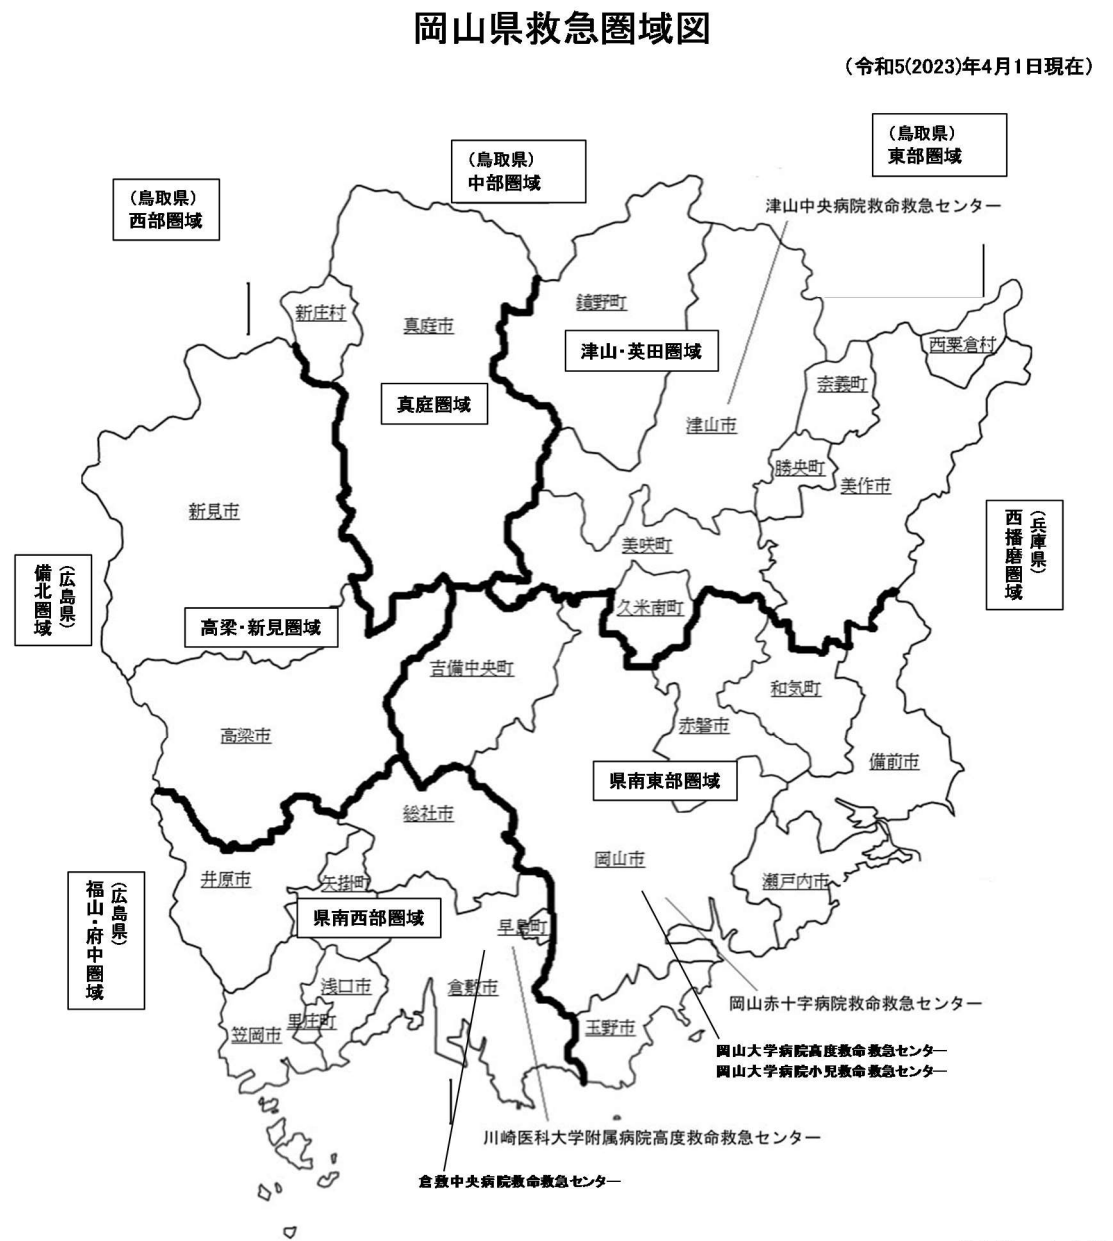 岡山県救急圏域図
（令和5(2023)年4月1日現在）
（鳥取県）
東部圏域
（鳥取県）
中部圏域
（鳥取県）
西部圏域
津山中央病院救命救急センター
新庄村
真庭市
鏡野町
西粟倉村
津山・英田圏域
奈義町
真庭圏域
津山市
勝央町
美作市
新見市
（兵庫県）
西播磨圏域
美咲町
（広島県）
備北圏域
久米南町
高梁・新見圏域
吉備中央町
和気町
赤磐市
高梁市
備前市
県南東部圏域
総社市
岡山市
井原市
矢掛町
瀬戸内市
（広島県）
福山・府中圏域
県南西部圏域
早島町
浅口市
倉敷市
岡山赤十字病院救命救急センター
里庄町
笠岡市
玉野市
岡山大学病院高度救命救急センター
岡山大学病院小児救命救急センター
川崎医科大学附属病院高度救命救急センター
倉敷中央病院救命救急センター